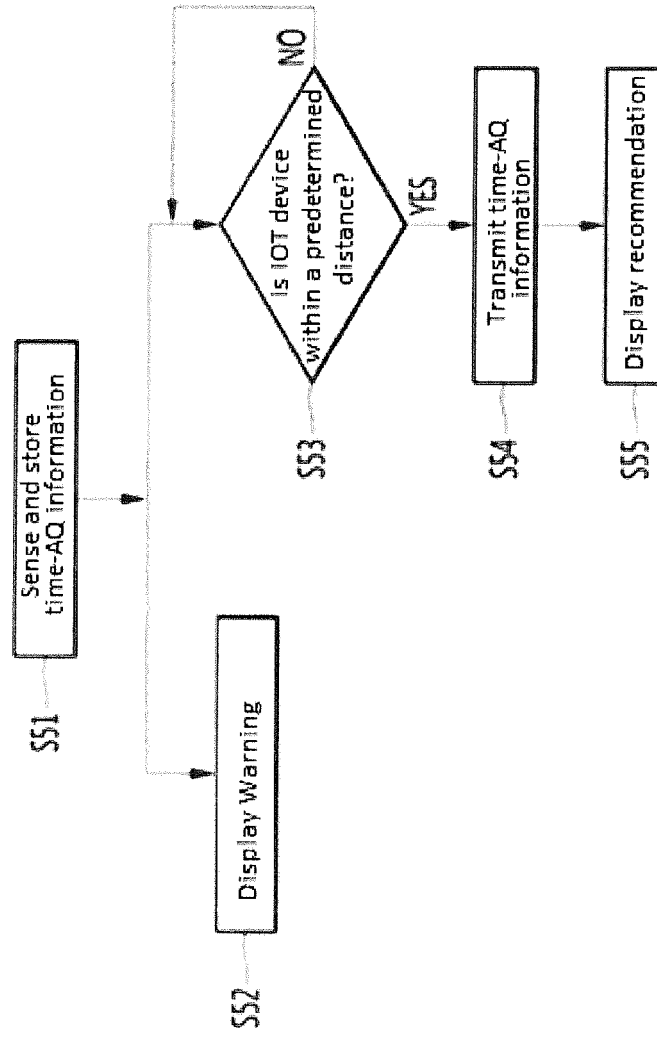 Sense and store
time-AQ information
S51
Display Warning
S52
Is IOT device
within a predetermined
distance?
NO
S53
YES
Transmit time-AQ
information
S54
Display recommendation
S55